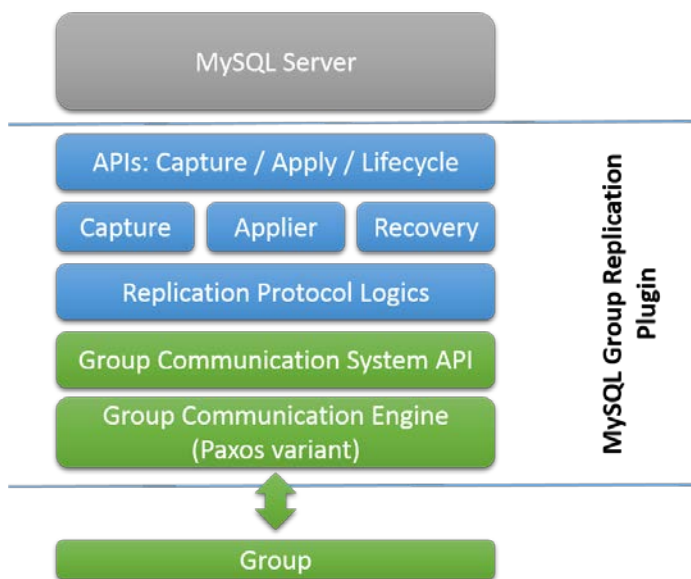 MySQL Server
APIs: Capture / Apply / Lifecycle
Capture
Applier
Recovery
Replication Protocol Logics
Group Communication System API
Group Communication Engine
(Paxos variant)
Group
MySQL Group Replication
Plugin